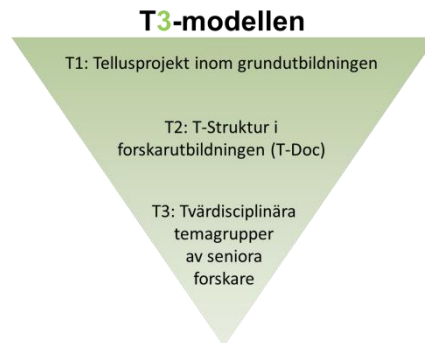 T3-modellen
T1: Tellusprojekt inom grundutbildningen
T2: T-Struktur i
forskarutbildningen (T-Doc)
T3: Tvärdisciplinära
temagrupper
av seniora
forskare